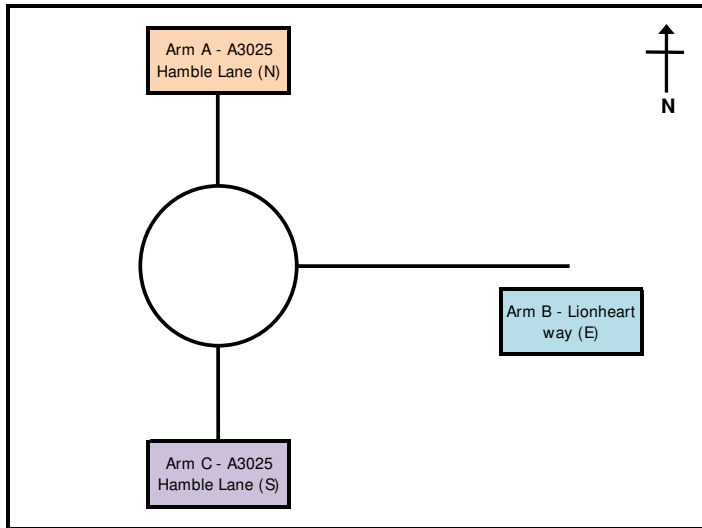 Arm A - A3025
Hamble Lane (N)
N
Arm B - Lionheart
way (E)
Arm C - A3025
Hamble Lane (S)